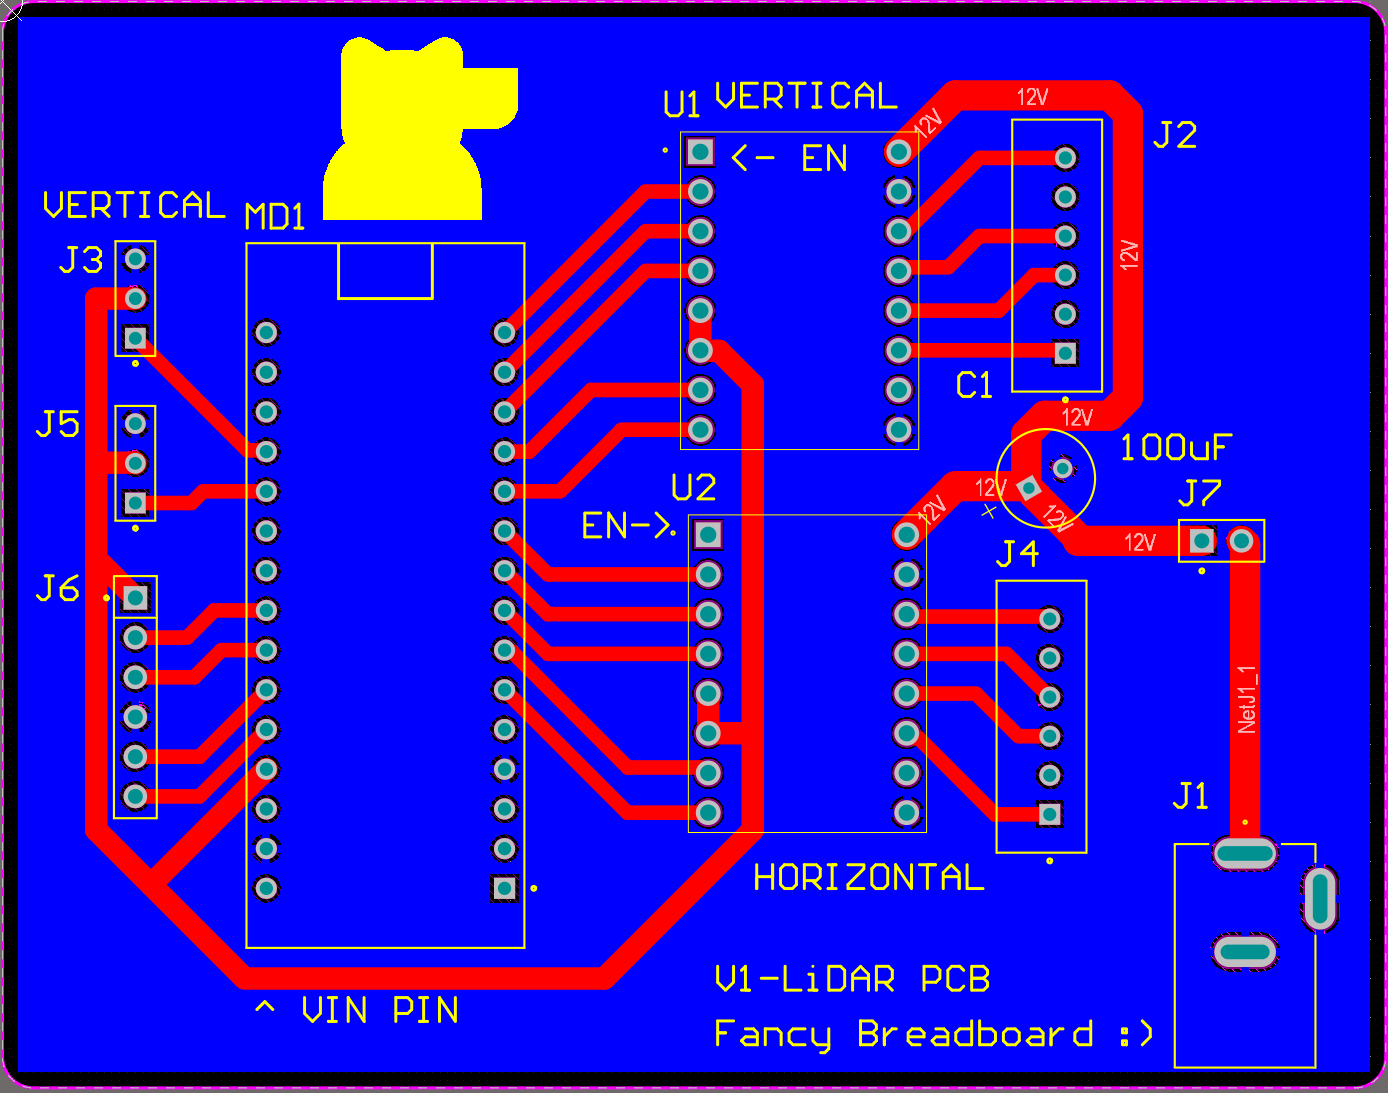 U1 VERTICAL
12V
12V
J2
<- EN
VERTICAL
MD1
J3
12V
C1
J5
12V
100uF
U2
12V
J7
EN->
12V
+
12V
12V
J4
J6
NetJ1_1
J1
HORIZONTAL
V1-LiDAR PCB
^ VIN PIN
Fancy Breadboard :)